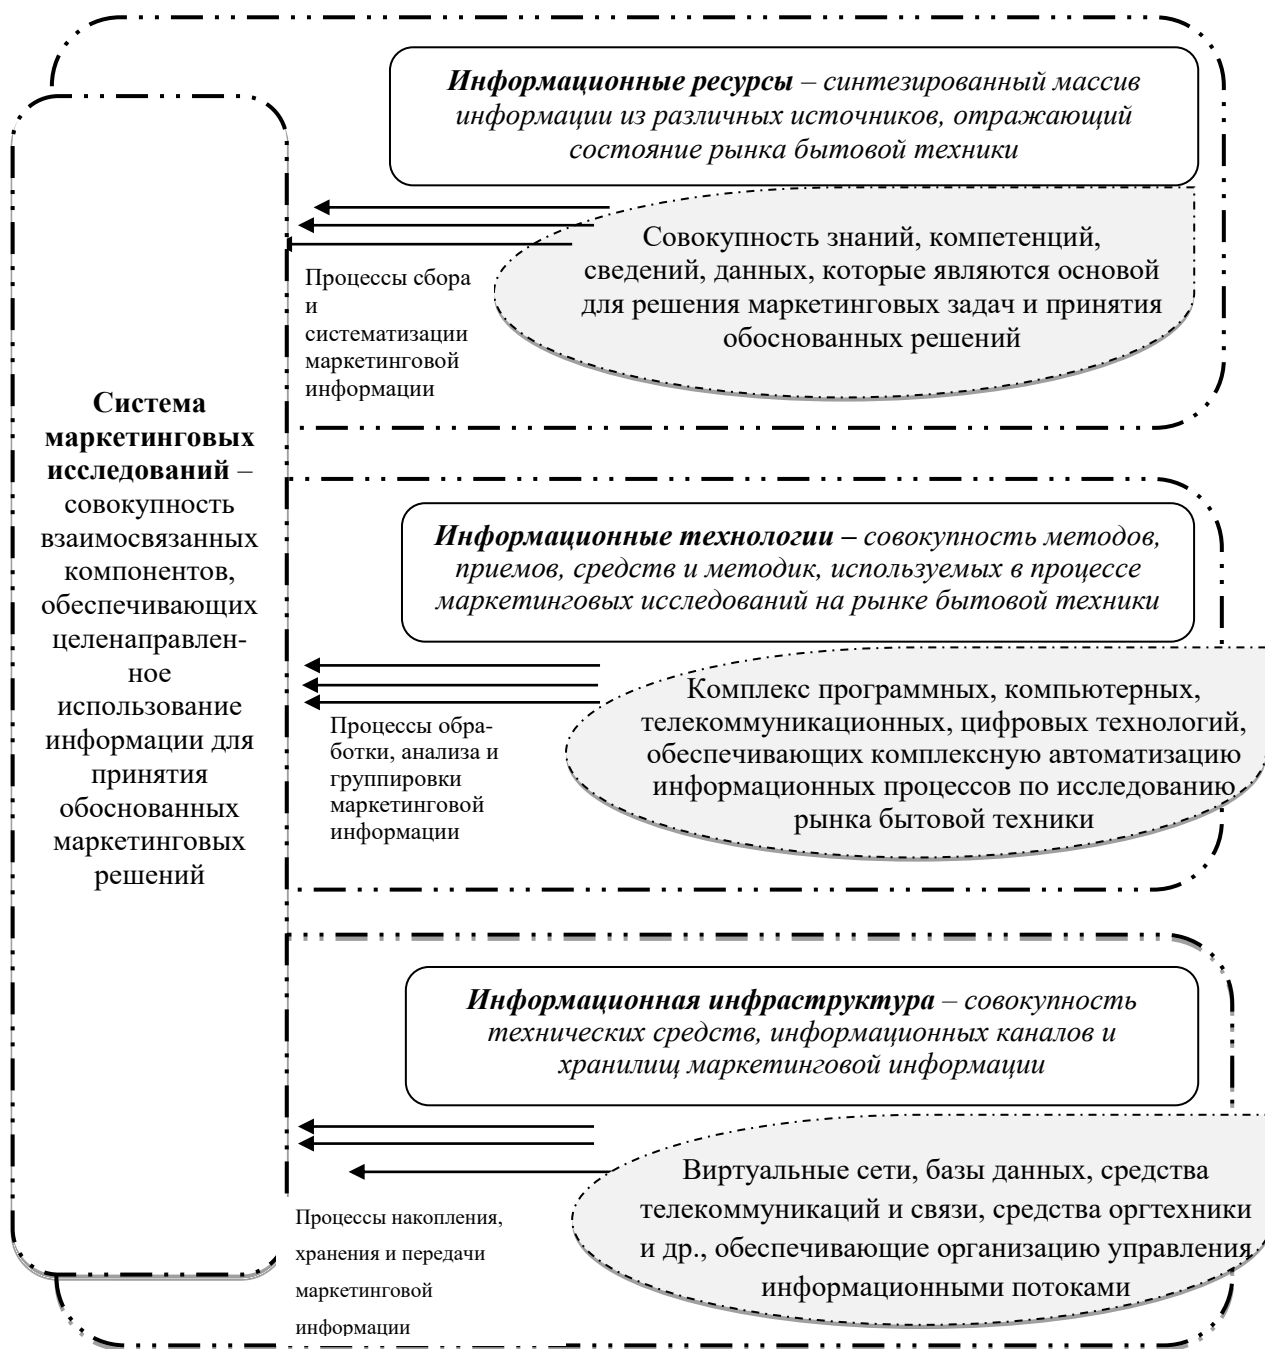 Информационные ресурсы – синтезированный массив
информации из различных источников, отражающий
состояние рынка бытовой техники
Совокупность знаний, компетенций,
сведений, данных, которые являются основой
для решения маркетинговых задач и принятия
обоснованных решений
Процессы сбора
и
систематизации
маркетинговой
информации
Система
маркетинговых
исследований –
совокупность
взаимосвязанных
компонентов,
обеспечивающих
целенаправлен-
ное
использование
информации для
принятия
обоснованных
маркетинговых
решений
Информационные технологии – совокупность методов,
приемов, средств и методик, используемых в процессе
маркетинговых исследований на рынке бытовой техники
Комплекс программных, компьютерных,
телекоммуникационных, цифровых технологий,
обеспечивающих комплексную автоматизацию
информационных процессов по исследованию
рынка бытовой техники
Процессы обра-
ботки, анализа и
группировки
маркетинговой
информации
Информационная инфраструктура – совокупность
технических средств, информационных каналов и
хранилищ маркетинговой информации
Виртуальные сети, базы данных, средства
телекоммуникаций и связи, средства оргтехники
и др., обеспечивающие организацию управления
информационными потоками
Процессы накопления,
хранения и передачи
маркетинговой
информации